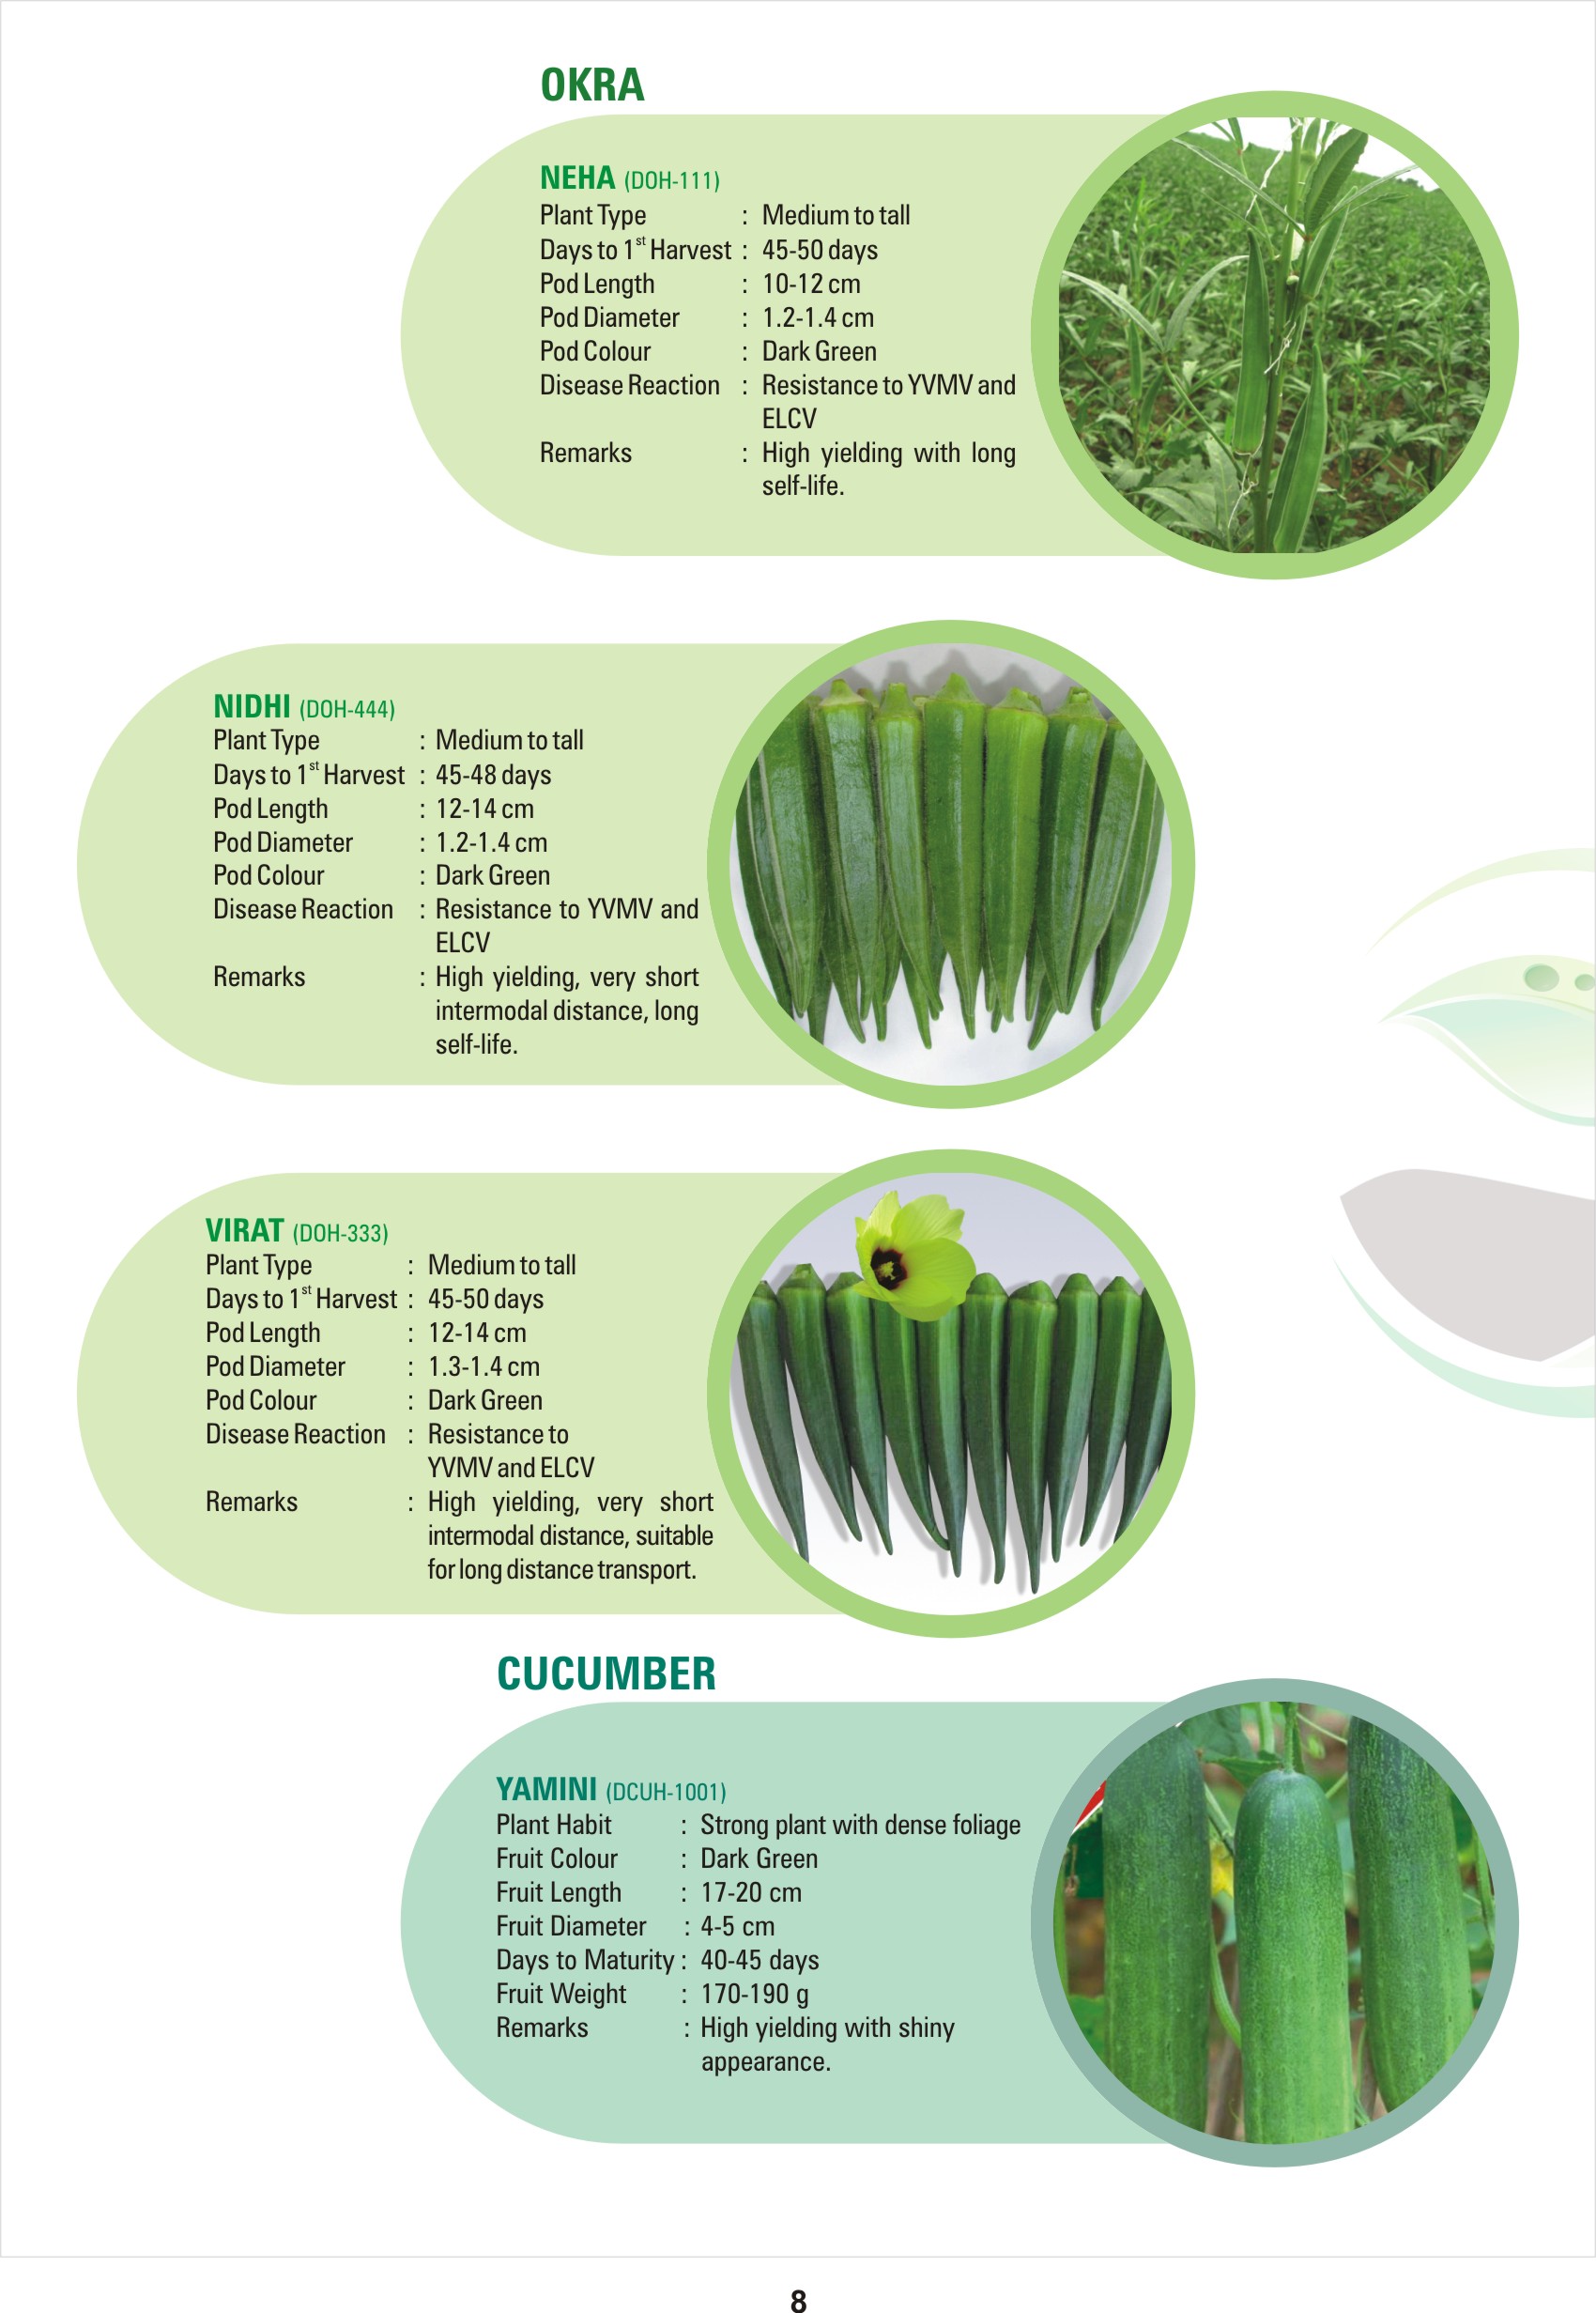 OKRA
NEHA (DOH-111)
Plant Type : Medium to tall
Days to 1st Harvest : 45-50 days
Pod Length : 10-12 cm
Pod Diameter : 1.2-1.4 cm
Pod Colour : Dark Green
Disease Reaction : Resistance to YVMV and
ELCV
Remarks : High yielding with long
self-life.
NIDHI (DOH-444)
Plant Type : Medium to tall
Days to 1st Harvest : 45-48 days
Pod Length : 12-14 cm
Pod Diameter : 1.2-1.4 cm
Pod Colour : Dark Green
Disease Reaction : Resistance to YVMV and
ELCV
Remarks : High yielding, very short
intermodal distance, long
self-life.
VIRAT (DOH-333)
Plant Type : Medium to tall
Days to 1st Harvest : 45-50 days
Pod Length : 12-14 cm
Pod Diameter : 1.3-1.4 cm
Pod Colour : Dark Green
Disease Reaction : Resistance to
YVMV and ELCV
Remarks : High yielding, very short
intermodal distance, suitable
for long distance transport.
CUCUMBER
YAMINI (DCUH-1001)
Plant Habit : Strong plant with dense foliage
Fruit Colour : Dark Green
Fruit Length : 17-20 cm
Fruit Diameter : 4-5 cm
Days to Maturity : 40-45 days
Fruit Weight : 170-190 g
Remarks : High yielding with shiny
appearance.
8